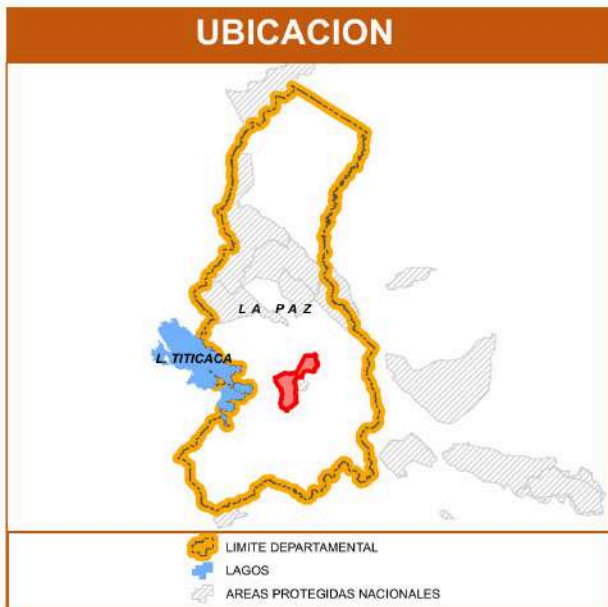 UBICACION
LA PAZ
L. TITICACA
LIMITE DEPARTAMENTAL
LAGOS
AREAS PROTEGIDAS NACIONALES